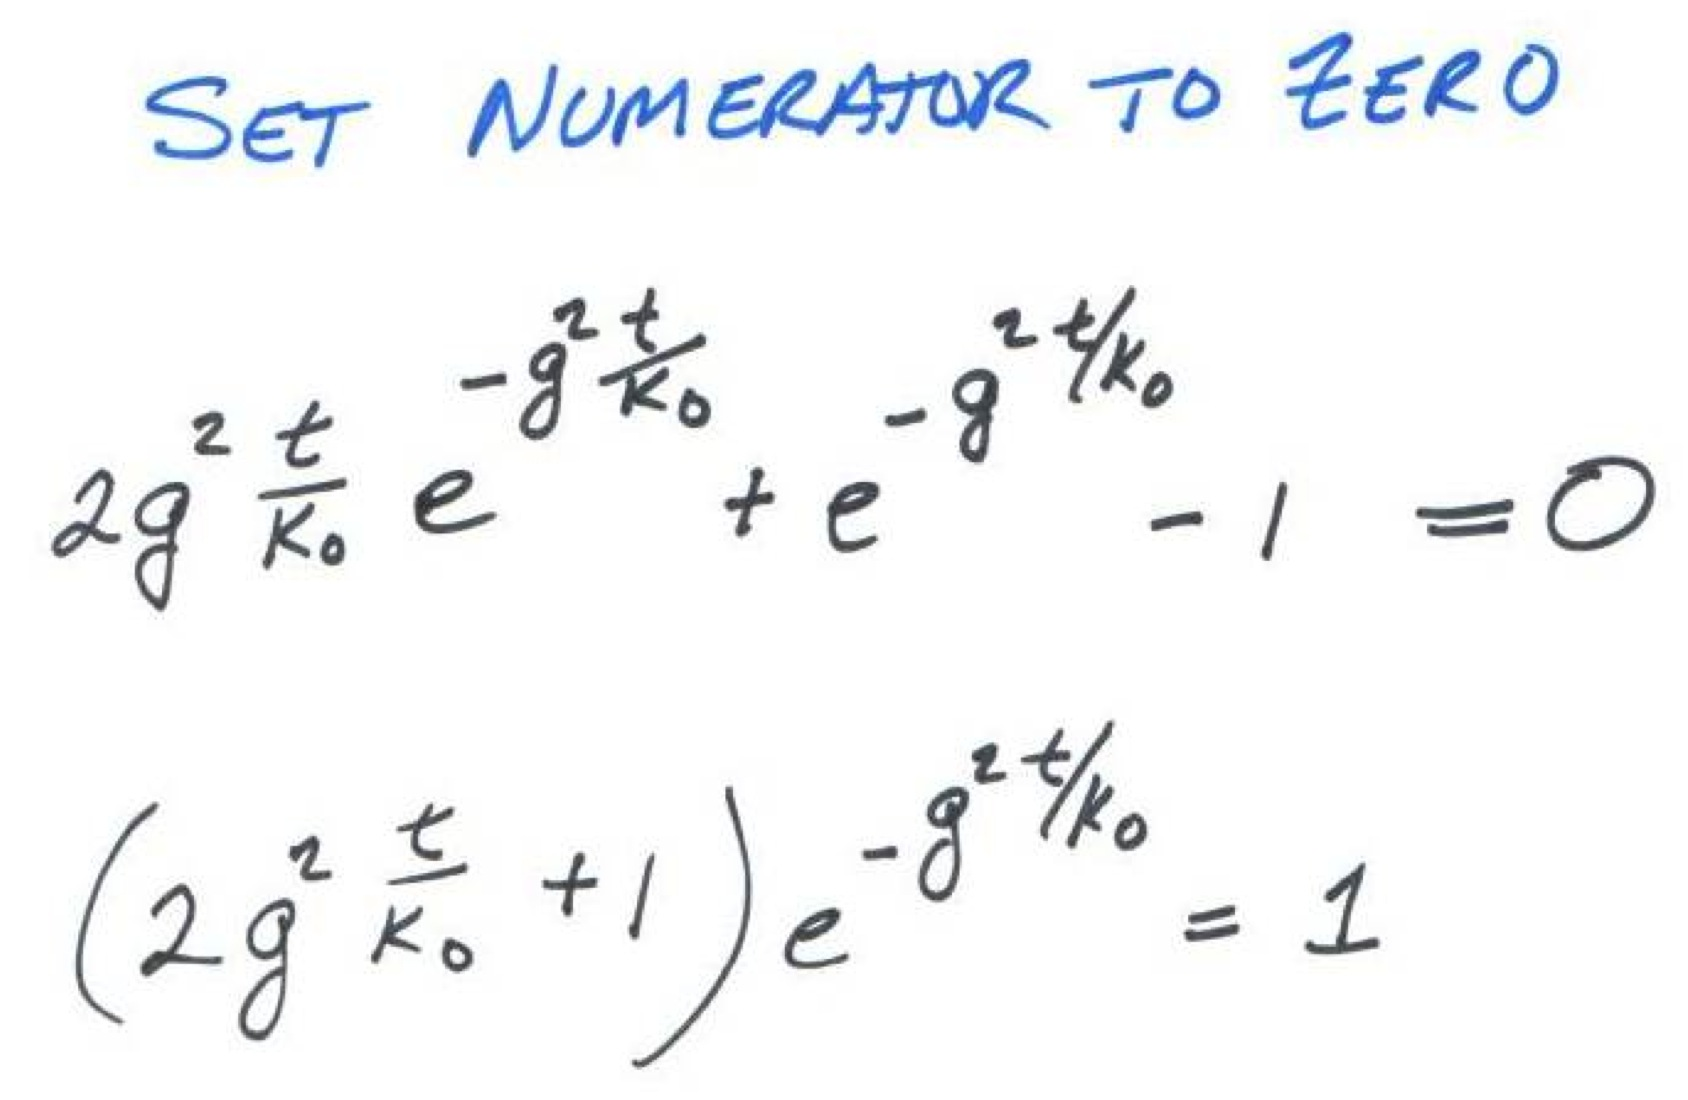 SET NUMERATOR TO ZERO
2g² t/K₀ e^(-g² t/K₀) + e^(-g² t/K₀) - 1 = 0
(2g² t/K₀ + 1) e^(-g² t/K₀) = 1